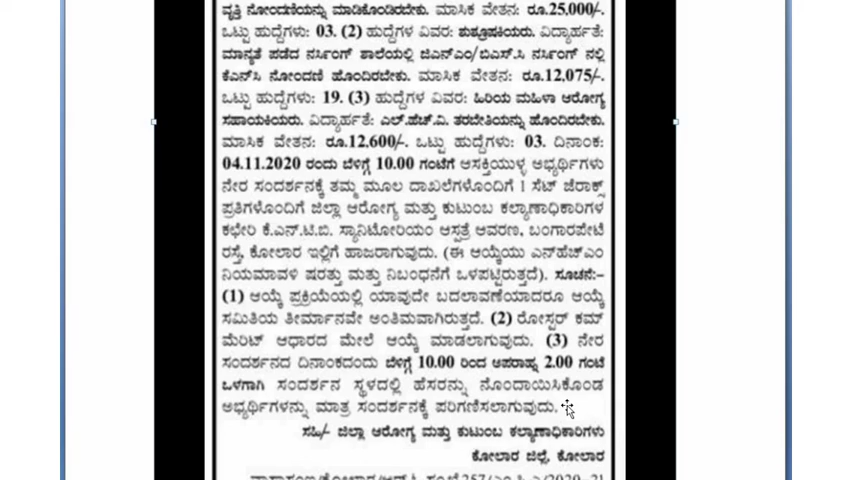 ವೃತ್ತಿ ನೋಂದಣಿಯನ್ನು ಮಾಡಿಕೊಂಡಿರಬೇಕು. ಮಾಸಿಕ ವೇತನ: ರೂ.25,000/-.
ಒಟ್ಟು ಹುದ್ದೆಗಳು: 03. (2) ಹುದ್ದೆಗಳ ವಿವರ: ಶುಶ್ರೂಷಕಿಯರು. ವಿದ್ಯಾರ್ಹತೆ:
ಮಾನ್ಯತೆ ಪಡೆದ ನರ್ಸಿಂಗ್ ಶಾಲೆಯಲ್ಲಿ ಜಿಎನ್ಎಂ/ಬಿಎಸ್.ಸಿ ನರ್ಸಿಂಗ್ ನಲ್ಲಿ
ಕೆಎನ್ಸಿ ನೋಂದಣಿ ಹೊಂದಿರಬೇಕು. ಮಾಸಿಕ ವೇತನ: ರೂ.12,075/-.
ಒಟ್ಟು ಹುದ್ದೆಗಳು: 19. (3) ಹುದ್ದೆಗಳ ವಿವರ: ಹಿರಿಯ ಮಹಿಳಾ ಆರೋಗ್ಯ
ಸಹಾಯಕಿಯರು. ವಿದ್ಯಾರ್ಹತೆ: ಎಲ್.ಹೆಚ್.ವಿ. ತರಬೇತಿಯನ್ನು ಹೊಂದಿರಬೇಕು.
ಮಾಸಿಕ ವೇತನ: ರೂ.12,600/-. ಒಟ್ಟು ಹುದ್ದೆಗಳು: 03. ದಿನಾಂಕ:
04.11.2020 ರಂದು ಬೆಳಿಗ್ಗೆ 10.00 ಗಂಟೆಗೆ ಆಸಕ್ತಿಯುಳ್ಳ ಅಭ್ಯರ್ಥಿಗಳು
ನೇರ ಸಂದರ್ಶನಕ್ಕೆ ತಮ್ಮ ಮೂಲ ದಾಖಲೆಗಳೊಂದಿಗೆ 1 ಸೆಟ್ ಜೆರಾಕ್ಸ್
ಪ್ರತಿಗಳೊಂದಿಗೆ ಜಿಲ್ಲಾ ಆರೋಗ್ಯ ಮತ್ತು ಕುಟುಂಬ ಕಲ್ಯಾಣಾಧಿಕಾರಿಗಳ
ಕಛೇರಿ ಕೆ.ಎನ್.ಟಿ.ಬಿ. ಸ್ಯಾನಿಟೋರಿಯಂ ಆಸ್ಪತ್ರೆ ಆವರಣ, ಬಂಗಾರಪೇಟೆ
ರಸ್ತೆ, ಕೋಲಾರ ಇಲ್ಲಿಗೆ ಹಾಜರಾಗುವುದು. (ಈ ಆಯ್ಕೆಯು ಎನ್‌ಹೆಚ್‌ಎಂ
ನಿಯಮಾವಳಿ ಷರತ್ತು ಮತ್ತು ನಿಬಂಧನೆಗೆ ಒಳಪಟ್ಟಿರುತ್ತದೆ). ಸೂಚನೆ:-
(1) ಆಯ್ಕೆ ಪ್ರಕ್ರಿಯೆಯಲ್ಲಿ ಯಾವುದೇ ಬದಲಾವಣೆಯಾದರೂ ಆಯ್ಕೆ
ಸಮಿತಿಯ ತೀರ್ಮಾನವೇ ಅಂತಿಮವಾಗಿರುತ್ತದೆ. (2) ರೋಸ್ಟರ್ ಕಮ್
ಮೆರಿಟ್ ಆಧಾರದ ಮೇಲೆ ಆಯ್ಕೆ ಮಾಡಲಾಗುವುದು. (3) ನೇರ
ಸಂದರ್ಶನದ ದಿನಾಂಕದಂದು ಬೆಳಿಗ್ಗೆ 10.00 ರಿಂದ ಅಪರಾಹ್ನ 2.00 ಗಂಟೆ
ಒಳಗಾಗಿ ಸಂದರ್ಶನ ಸ್ಥಳದಲ್ಲಿ ಹೆಸರನ್ನು ನೊಂದಾಯಿಸಿಕೊಂಡ
ಅಭ್ಯರ್ಥಿಗಳನ್ನು ಮಾತ್ರ ಸಂದರ್ಶನಕ್ಕೆ ಪರಿಗಣಿಸಲಾಗುವುದು.
ಸಹಿ/- ಜಿಲ್ಲಾ ಆರೋಗ್ಯ ಮತ್ತು ಕುಟುಂಬ ಕಲ್ಯಾಣಾಧಿಕಾರಿಗಳು
ಕೋಲಾರ ಜಿಲ್ಲೆ, ಕೋಲಾರ